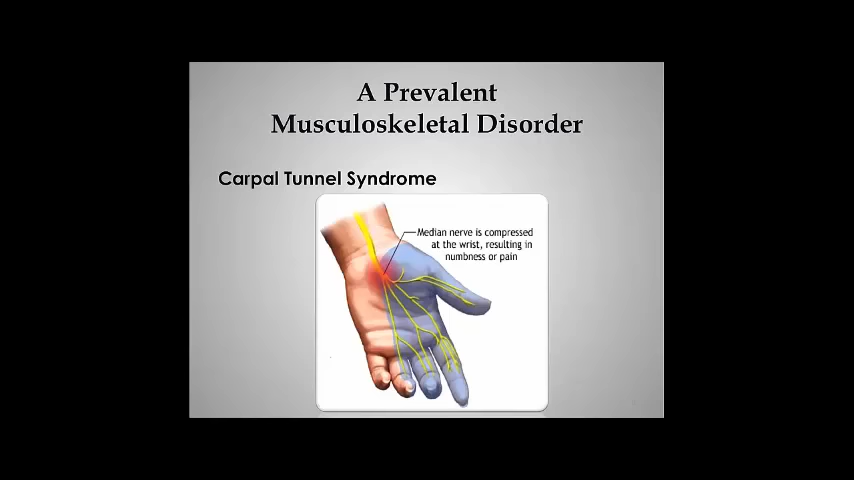 A Prevalent
Musculoskeletal Disorder
Carpal Tunnel Syndrome
Median nerve is compressed
at the wrist, resulting in
numbness or pain